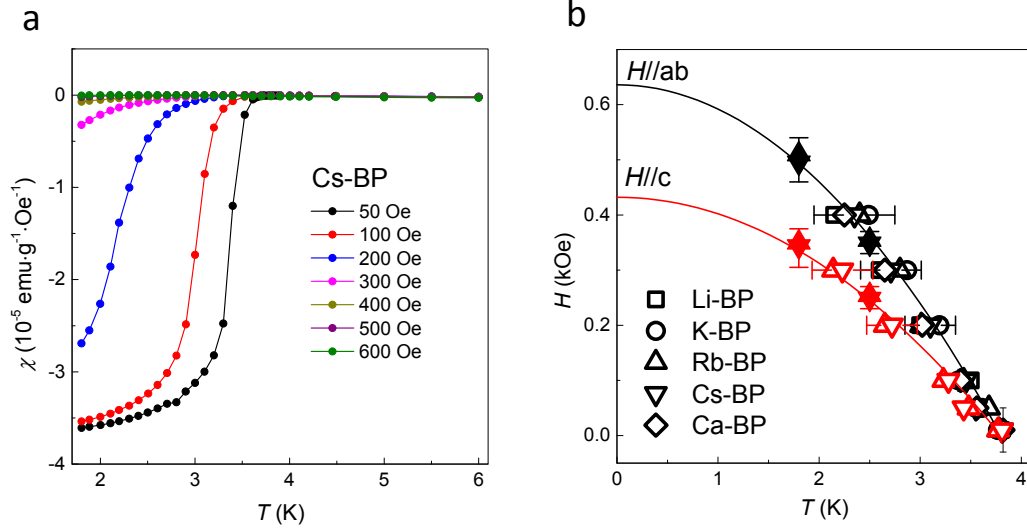 a
χ (10⁻⁵ emu·g⁻¹·Oe⁻¹)
0
-1
-2
-3
-4
2
3
4
5
6
T (K)
Cs-BP
50 Oe
100 Oe
200 Oe
300 Oe
400 Oe
500 Oe
600 Oe
b
H (kOe)
0.6
0.4
0.2
0.0
0
1
2
3
4
T (K)
H//ab
H//c
Li-BP
K-BP
Rb-BP
Cs-BP
Ca-BP